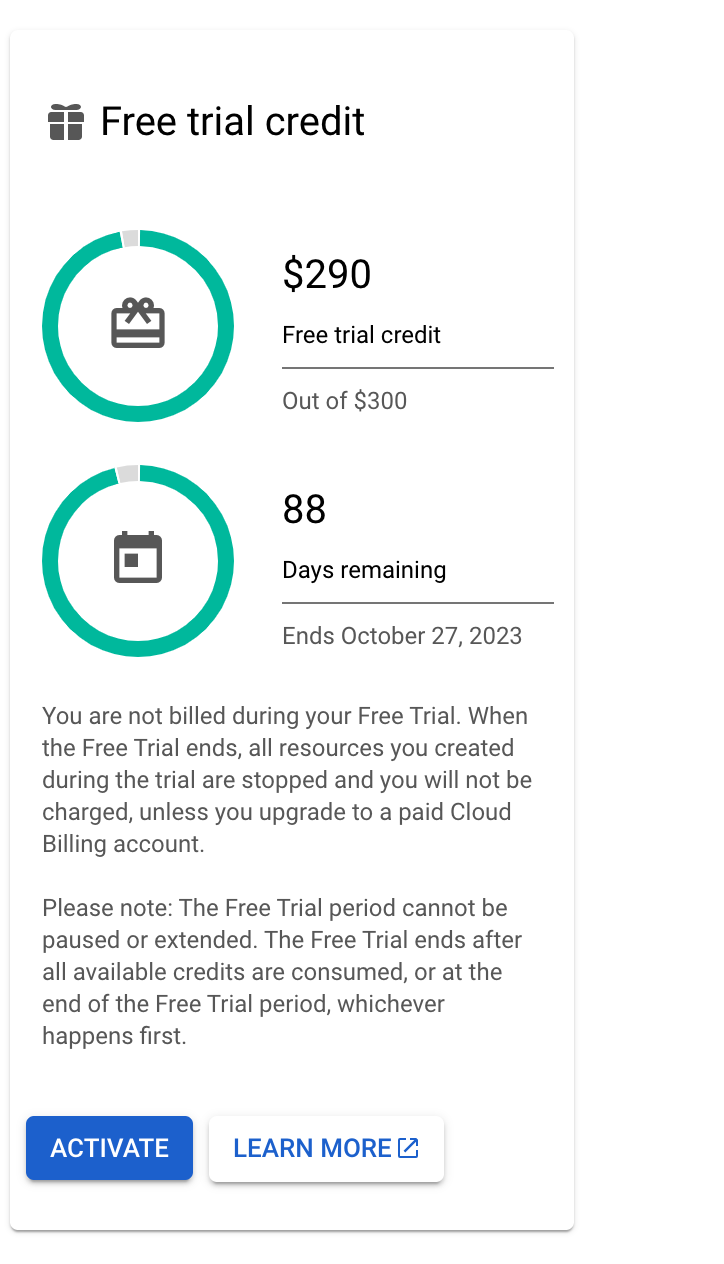 Free trial credit
$290
Free trial credit
Out of $300
88
Days remaining
Ends October 27, 2023
You are not billed during your Free Trial. When
the Free Trial ends, all resources you created
during the trial are stopped and you will not be
charged, unless you upgrade to a paid Cloud
Billing account.
Please note: The Free Trial period cannot be
paused or extended. The Free Trial ends after
all available credits are consumed, or at the
end of the Free Trial period, whichever
happens first.
ACTIVATE LEARN MORE